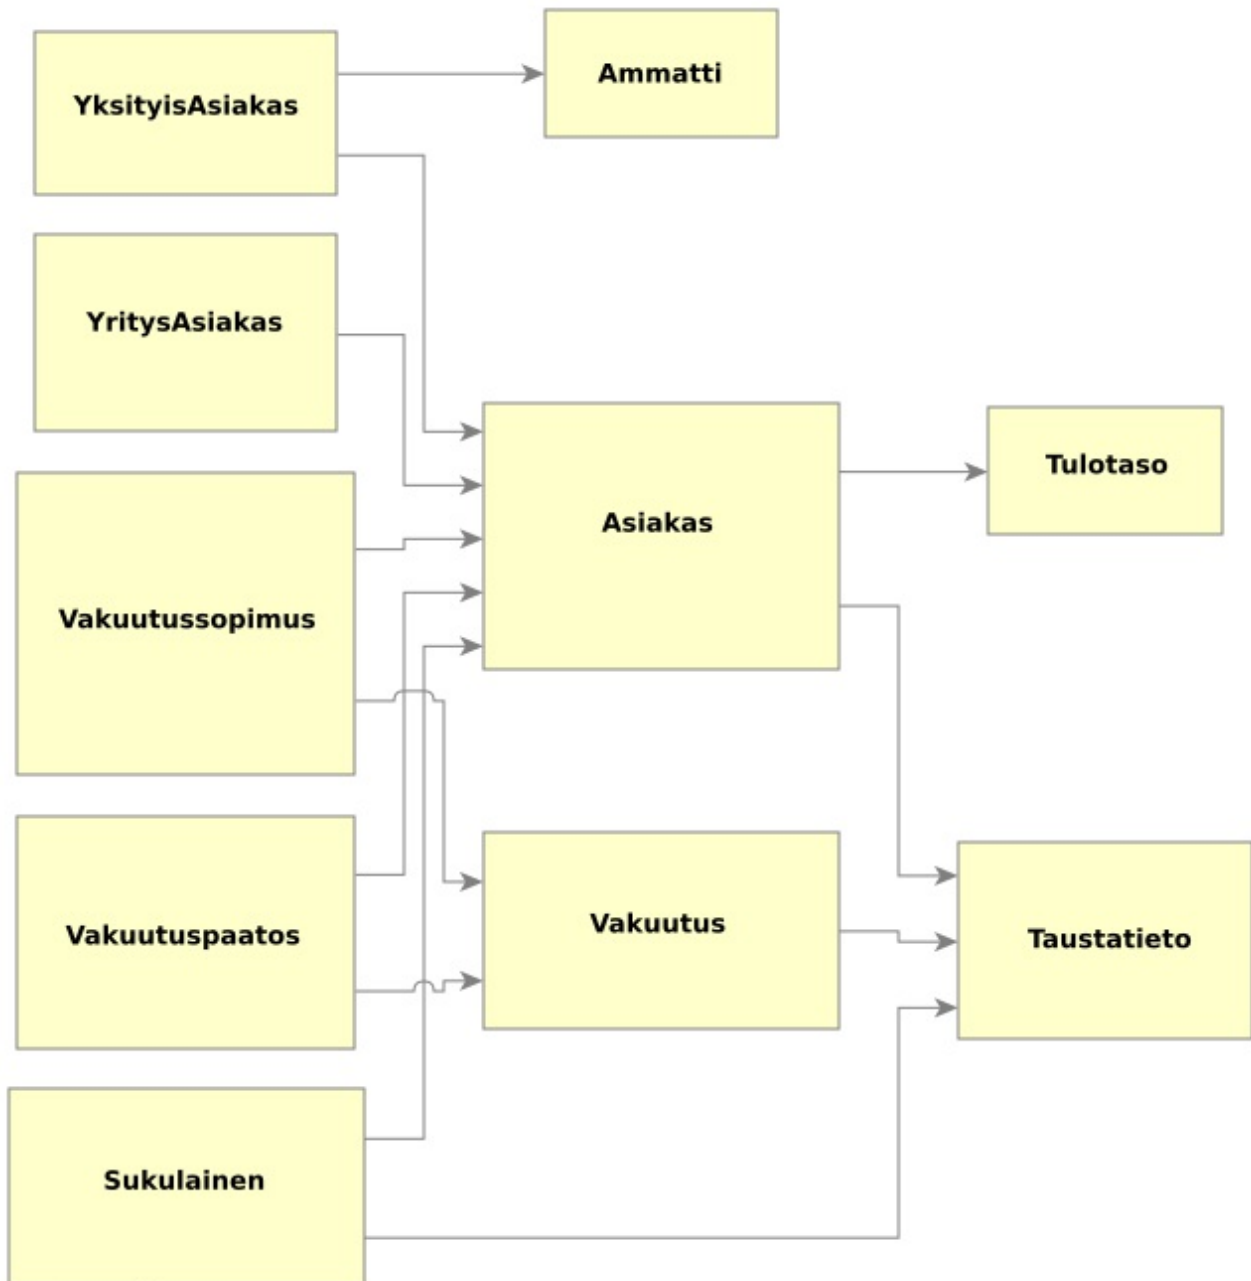 YksityisAsiakas
Ammatti
YritysAsiakas
Asiakas
Tulotaso
Vakuutussopimus
Vakuutus
Vakuutuspaatos
Taustatieto
Sukulainen